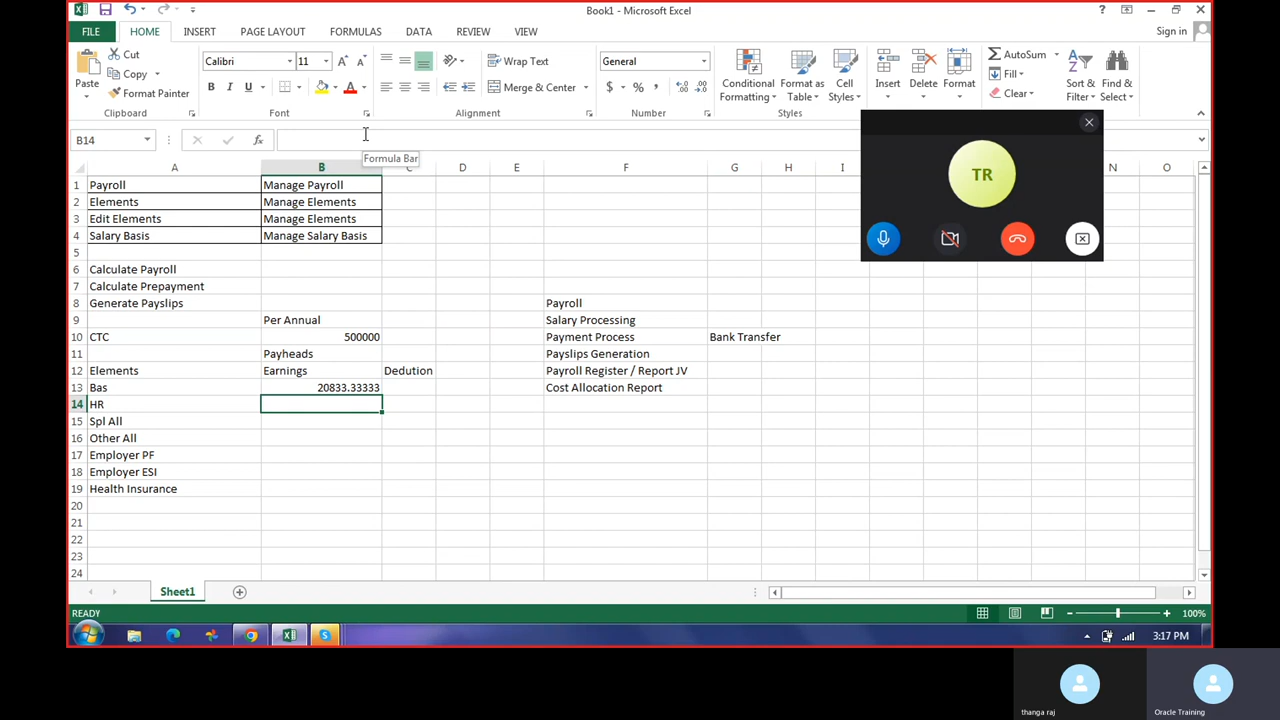 Book1 - Microsoft Excel
?
FILE HOME INSERT PAGE LAYOUT FORMULAS DATA REVIEW VIEW Sign in
Paste
Cut
Copy
Format Painter
Clipboard
Calibri 11
B I U
Font
Wrap Text
Merge & Center
Alignment
General
$ % ,
Number
Conditional Formatting
Format as Table
Cell Styles
Styles
Insert
Delete
Format
AutoSum
Fill
Clear
Sort & Filter
Find & Select
B14
fx
Formula Bar
A B C D E F G H I N O
1 Payroll Manage Payroll
2 Elements Manage Elements
3 Edit Elements Manage Elements
4 Salary Basis Manage Salary Basis
5
6 Calculate Payroll
7 Calculate Prepayment
8 Generate Payslips Payroll
9 Per Annual Salary Processing
10 CTC 500000 Payment Process Bank Transfer
11 Payheads Payslips Generation
12 Elements Earnings Dedution Payroll Register / Report JV
13 Bas 20833.33333 Cost Allocation Report
14 HR
15 Spl All
16 Other All
17 Employer PF
18 Employer ESI
19 Health Insurance
20
21
22
23
24
TR
Sheet1
READY 100%
3:17 PM
thanga raj
Oracle Training